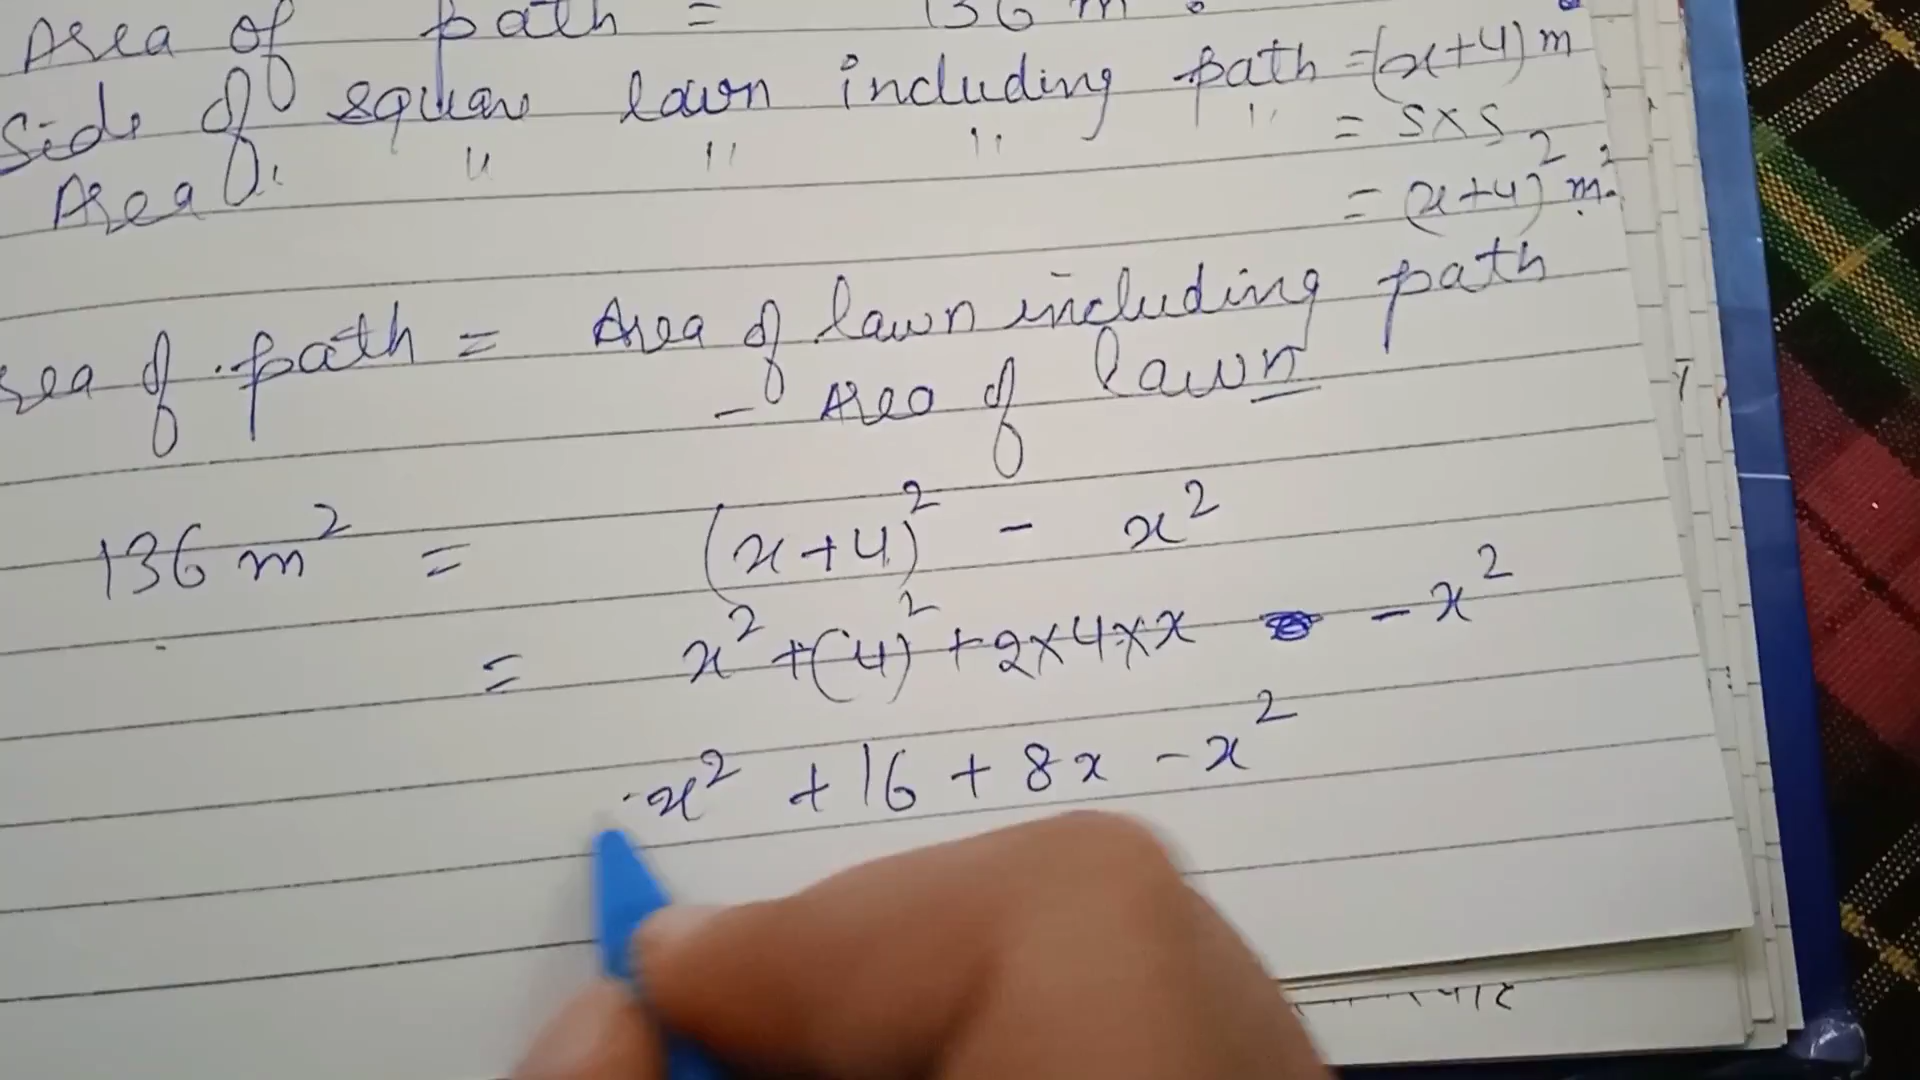 Area of path = 136 m²
Side of square lawn including path = (x+4) m
Area of " " " " = s×s
= (x+4)² m²
rea of path = Area of lawn including path
- Area of lawn
136 m² = (x+4)² - x²
= x² +(4)² + 2×4×x - x²
x² + 16 + 8x - x²